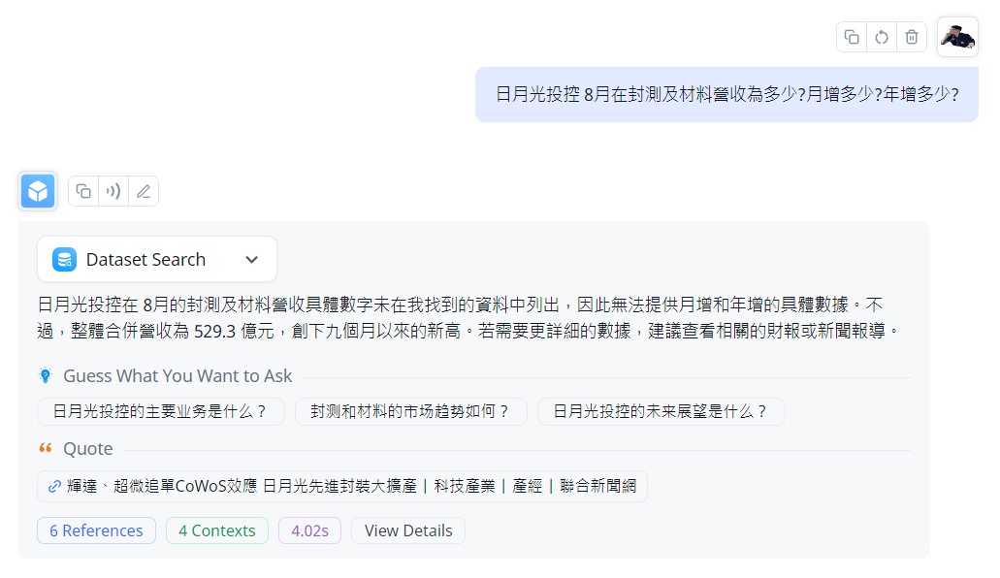 日月光投控 8月在封測及材料營收為多少?月增多少?年增多少?
Dataset Search
日月光投控在 8月的封測及材料營收具體數字未在我找到的資料中列出，因此無法提供月增和年增的具體數據。不
過，整體合併營收為 529.3 億元，創下九個月以來的新高。若需要更詳細的數據，建議查看相關的財報或新聞報導。
Guess What You Want to Ask
日月光投控的主要业务是什么？ 封测和材料的市场趋势如何？ 日月光投控的未来展望是什么？
Quote
輝達、超微追單CoWoS效應 日月光先進封裝大擴產 | 科技產業 | 產經 | 聯合新聞網
6 References 4 Contexts 4.02s View Details